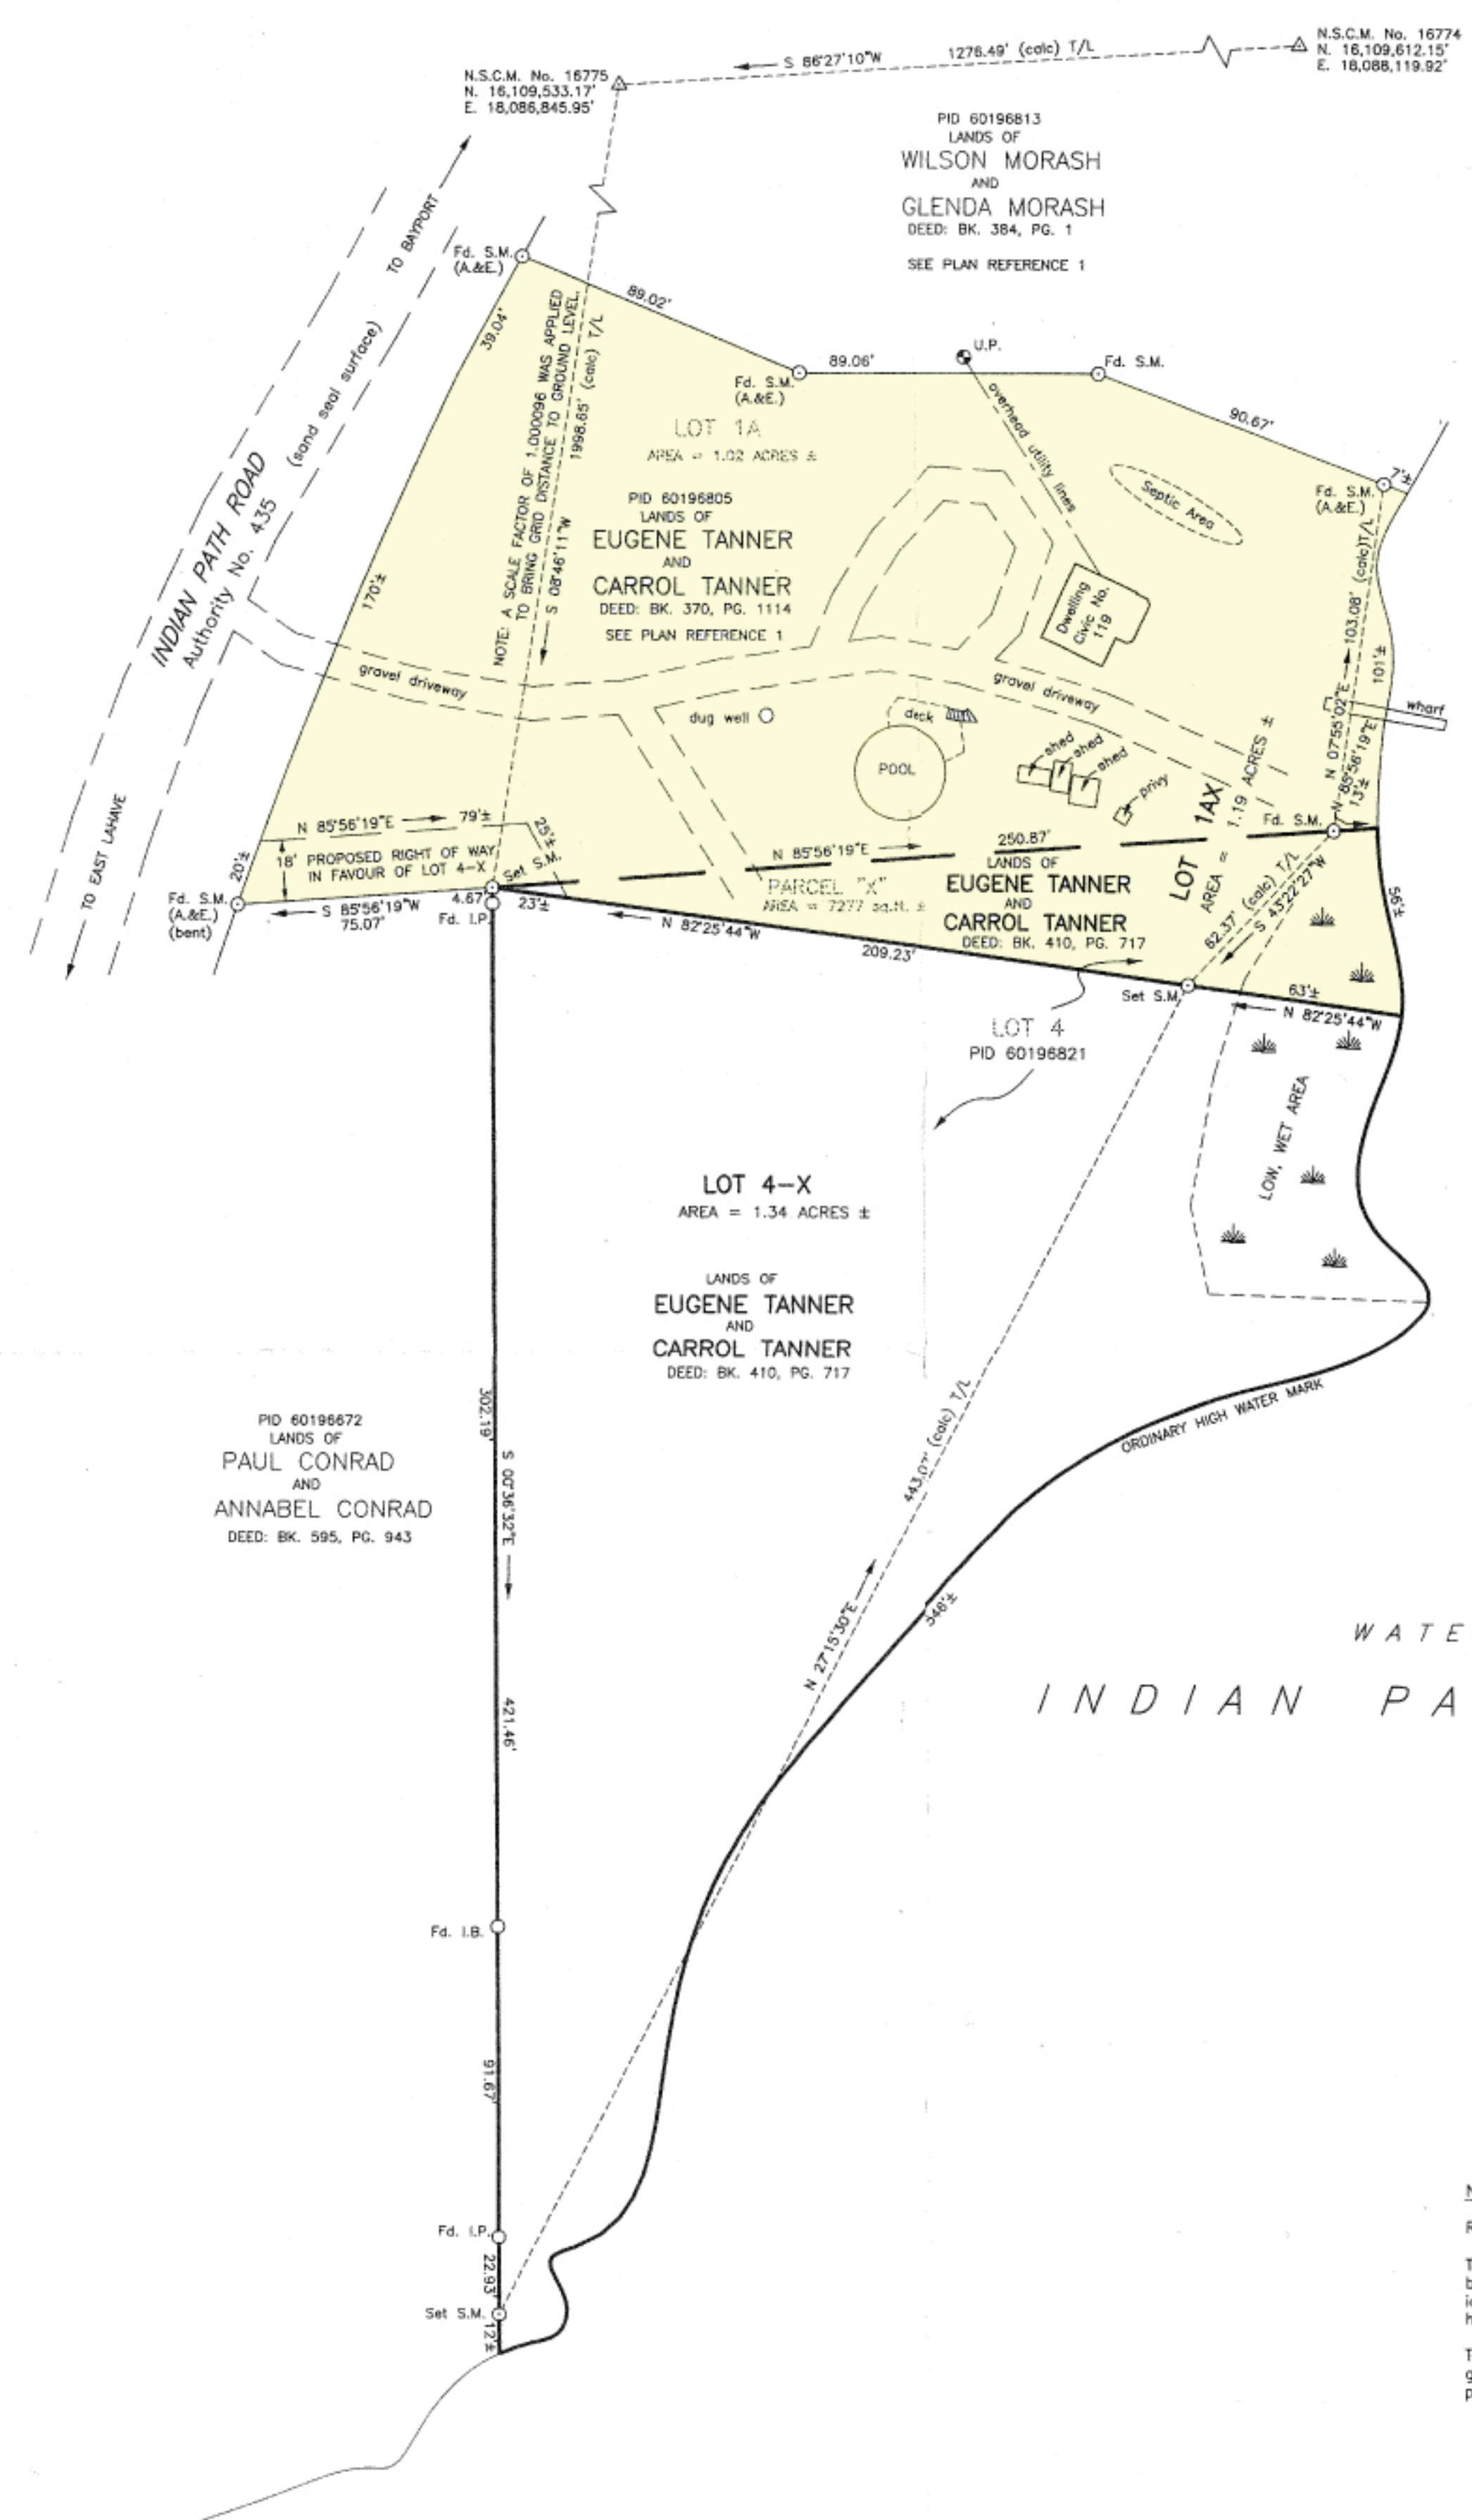 N.S.C.M. No. 16774
N. 16,109,612.15'
E. 18,088,119.92'
S 86°27'10"W
1276.49' (calc) T/L
N.S.C.M. No. 16775
N. 16,109,533.17'
E. 18,086,845.95'
PID 60196813
LANDS OF
WILSON MORASH
AND
GLENDA MORASH
DEED: BK. 384, PG. 1
SEE PLAN REFERENCE 1
TO BAYPORT
Fd. S.M.
(A.&E.)
89.02'
39.04'
89.06'
U.P.
Fd. S.M.
Fd. S.M.
(A.&E.)
90.67'
7'±
Fd. S.M.
(A.&E.)
overhead utility lines
Septic Area
LOT 1A
AREA = 1.02 ACRES ±
PID 60196805
LANDS OF
EUGENE TANNER
AND
CARROL TANNER
DEED: BK. 370, PG. 1114
SEE PLAN REFERENCE 1
NOTE: A SCALE FACTOR OF 1.000096 WAS APPLIED
TO BRING GRID DISTANCE TO GROUND LEVEL.
S 08°46'11"W
1998.65' (calc) T/L
INDIAN PATH ROAD
Authority No. 435
(sand seal surface)
170'±
TO EAST LAHAVE
gravel driveway
gravel driveway
Dwelling
Civic No.
119
dug well
deck
POOL
shed
shed
shed
privy
N 07°55'02"E
103.08' (calc)T/L
101'±
wharf
N 85°56'19"E
13'±
Fd. S.M.
LOT 1AX
AREA = 1.19 ACRES ±
N 85°56'19"E
79'±
25'±
18' PROPOSED RIGHT OF WAY
IN FAVOUR OF LOT 4-X
20'±
Set S.M.
Fd. S.M.
(A.&E.)
(bent)
S 85°56'19"W
75.07'
4.67'
Fd. I.P.
23'±
N 85°56'19"E
250.87'
PARCEL "X"
AREA = 7277 sq.ft. ±
LANDS OF
EUGENE TANNER
AND
CARROL TANNER
DEED: BK. 410, PG. 717
N 82°25'44"W
209.23'
62.37' (calc) T/L
S 43°22'27"W
56'±
Set S.M.
63'±
N 82°25'44"W
LOT 4
PID 60196821
LOW, WET AREA
LOT 4-X
AREA = 1.34 ACRES ±
LANDS OF
EUGENE TANNER
AND
CARROL TANNER
DEED: BK. 410, PG. 717
ORDINARY HIGH WATER MARK
PID 60196672
LANDS OF
PAUL CONRAD
AND
ANNABEL CONRAD
DEED: BK. 595, PG. 943
302.19'
S 00°36'32"E
421.46'
443.07' (calc) T/L
N 27°15'30"E
546'±
WATE
INDIAN PA
Fd. I.B.
91.67'
Fd. I.P.
22.93'
Set S.M.
12'±